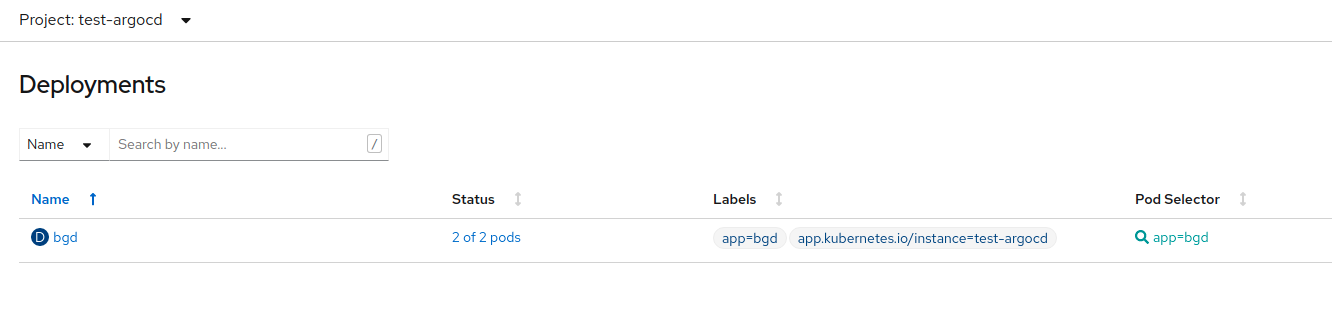 Project: test-argocd
Deployments
Name Search by name... /
Name Status Labels Pod Selector
D bgd 2 of 2 pods app=bgd app.kubernetes.io/instance=test-argocd app=bgd